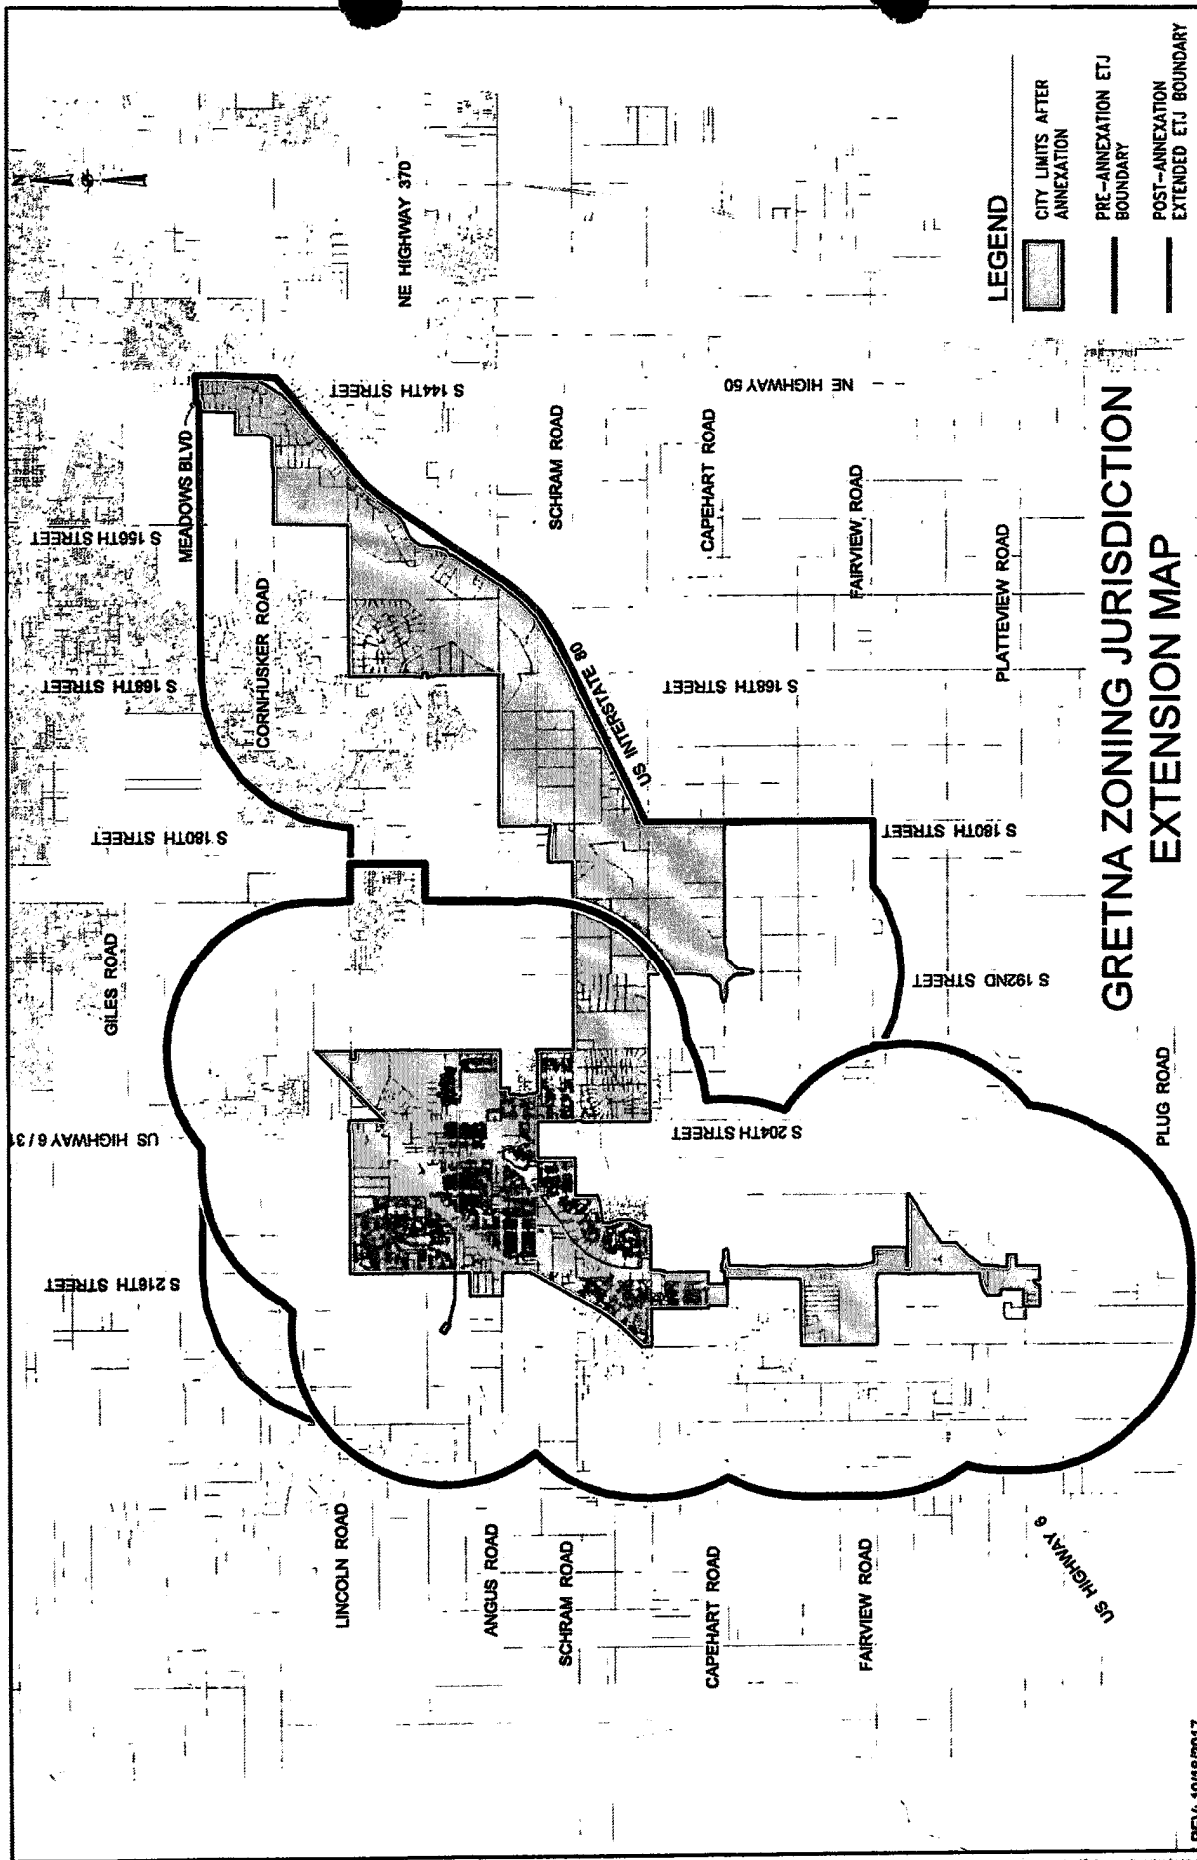 N
GILES ROAD
US HIGHWAY 6 / 31
S 216TH STREET
S 180TH STREET
S 168TH STREET
S 156TH STREET
MEADOWS BLVD
CORNHUSKER ROAD
S 144TH STREET
NE HIGHWAY 370
LINCOLN ROAD
ANGUS ROAD
SCHRAM ROAD
SCHRAM ROAD
US INTERSTATE 80
S 204TH STREET
S 168TH STREET
CAPEHART ROAD
NE HIGHWAY 50
CAPEHART ROAD
FAIRVIEW ROAD
FAIRVIEW ROAD
S 192ND STREET
S 180TH STREET
PLATTEVIEW ROAD
US HIGHWAY 6
PLUG ROAD
GRETNA ZONING JURISDICTION
EXTENSION MAP
LEGEND
CITY LIMITS AFTER
ANNEXATION
PRE-ANNEXATION ETJ
BOUNDARY
POST-ANNEXATION
EXTENDED ETJ BOUNDARY